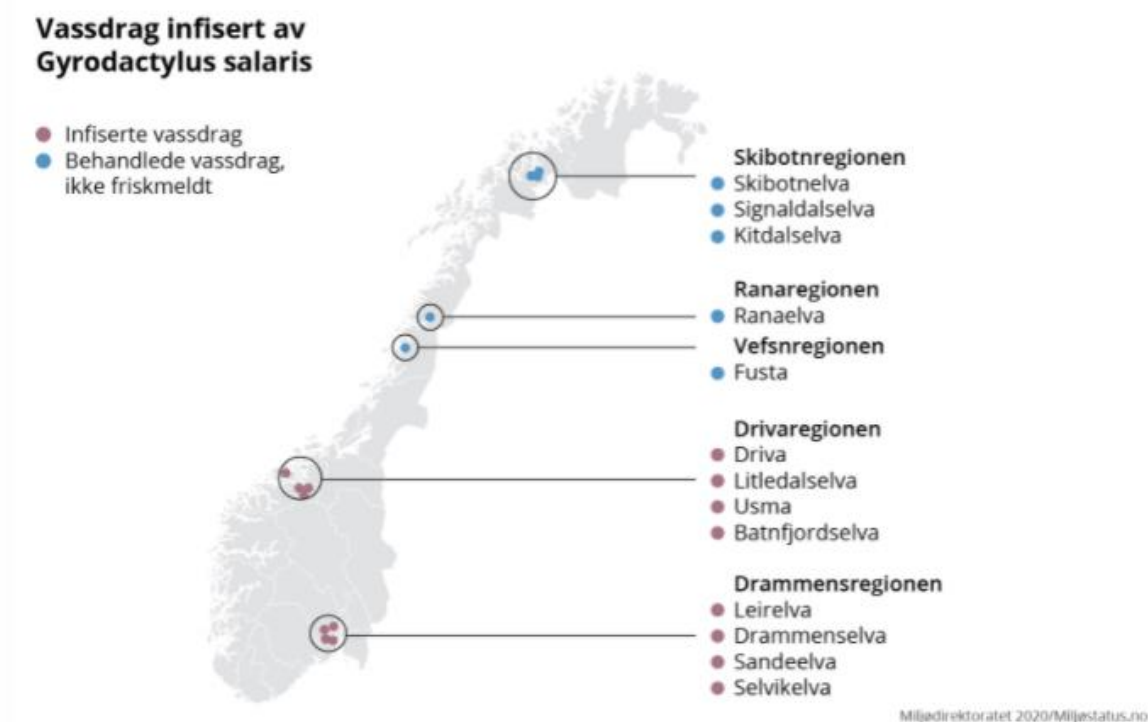 Vassdrag infisert av
Gyrodactylus salaris
Infiserte vassdrag
Behandlede vassdrag,
ikke friskmeldt
Skibotnregionen
Skibotnelva
Signaldalselva
Kitdalselva
Ranaregionen
Ranaelva
Vefsnregionen
Fusta
Drivaregionen
Driva
Litledalselva
Usma
Batnfjordselva
Drammensregionen
Leirelva
Drammenselva
Sandeelva
Selvikelva
Miljødirektoratet 2020/Miljøstatus.no